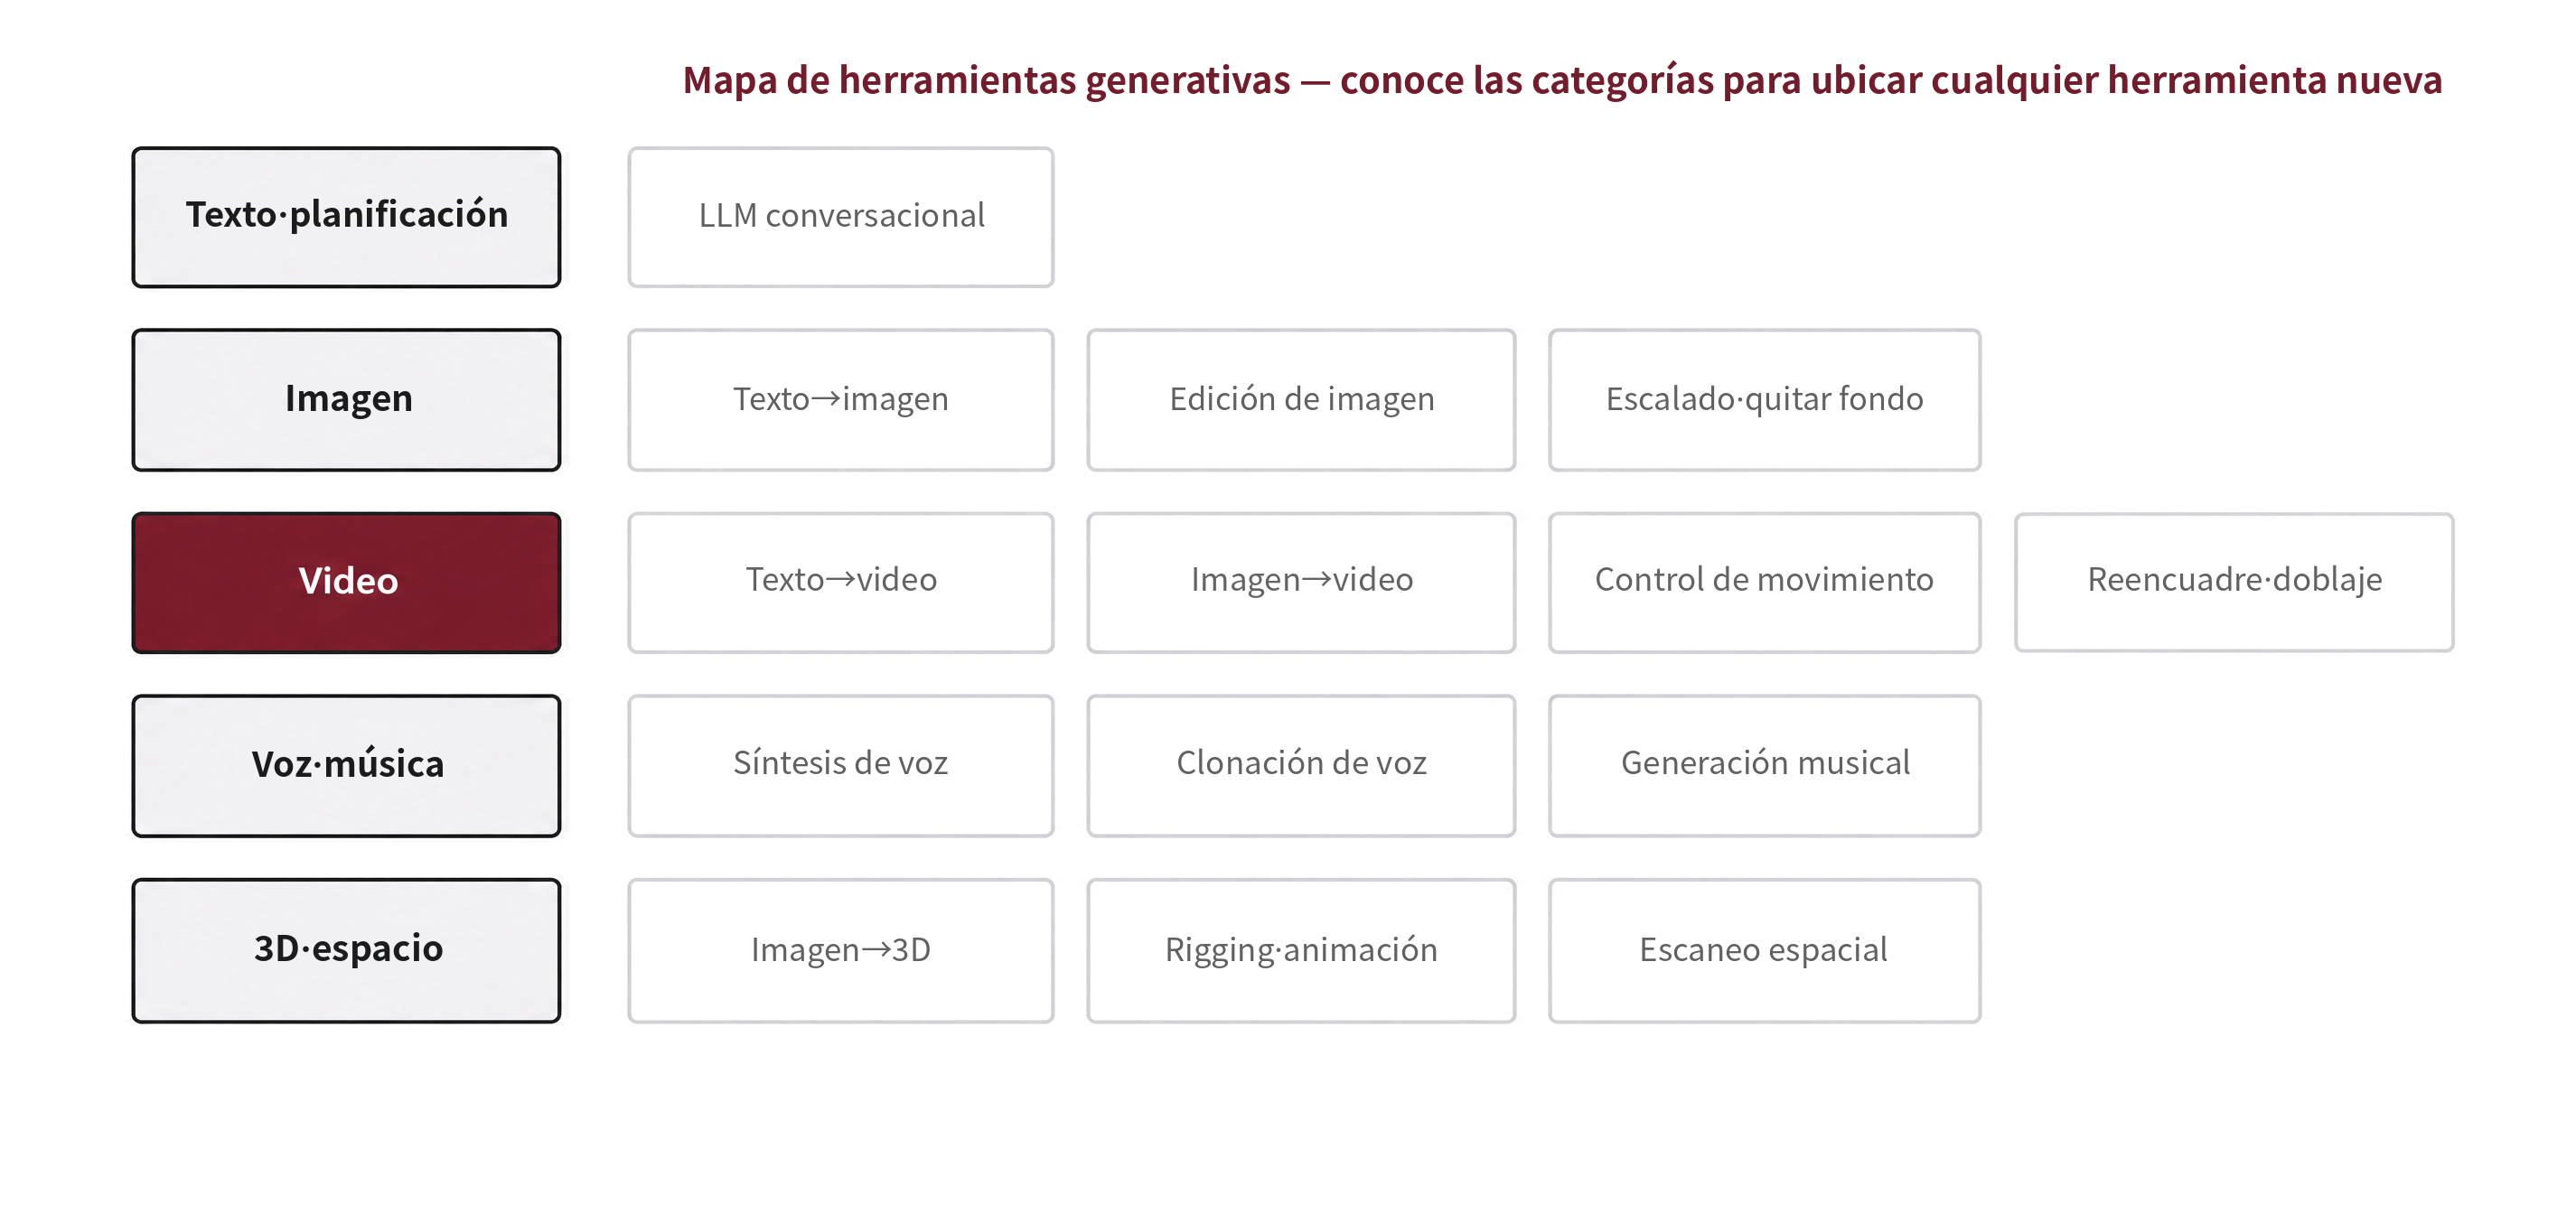 Mapa de herramientas generativas — conoce las categorías para ubicar cualquier herramienta nueva
Texto·planificación
LLM conversacional
Imagen
Texto→imagen
Edición de imagen
Escalado·quitar fondo
Video
Texto→video
Imagen→video
Control de movimiento
Reencuadre·doblaje
Voz·música
Síntesis de voz
Clonación de voz
Generación musical
3D·espacio
Imagen→3D
Rigging·animación
Escaneo espacial